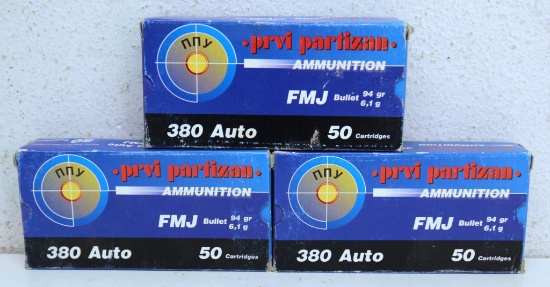 ППУ
·prvi partizan·
AMMUNITION
FMJ Bullet 94 gr
6,1 g
380 Auto 50 Cartridges
ППУ
·prvi partizan·
AMMUNITION
FMJ Bullet 94 gr
6,1 g
380 Auto 50 Cartridges
ППУ
·prvi partizan·
AMMUNITION
FMJ Bullet 94 gr
6,1 g
380 Auto 50 Cartridges